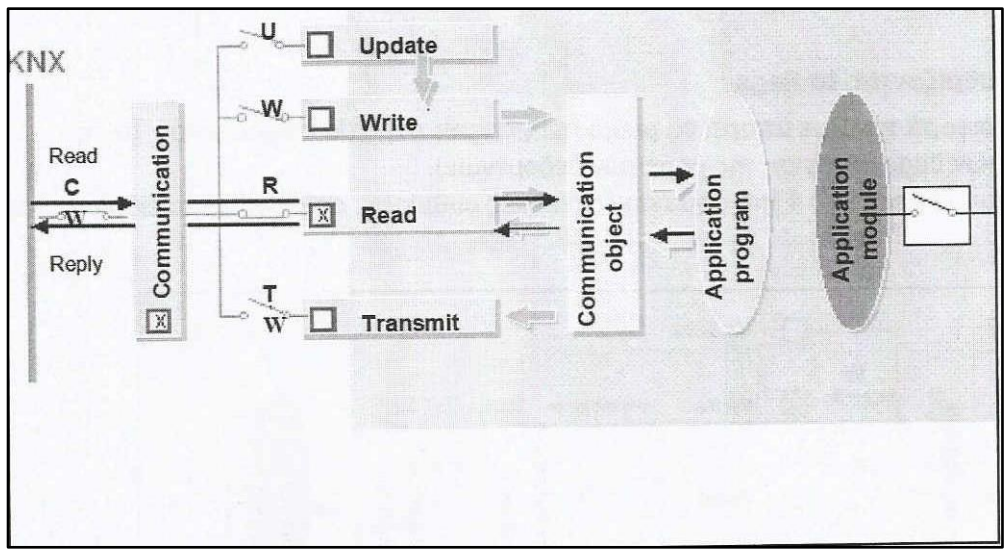 KNX
U
Update
W
Write
Read
C
W
Reply
Communication
X
R
X
Read
T
W
Transmit
Communication
object
Application
program
Application
module